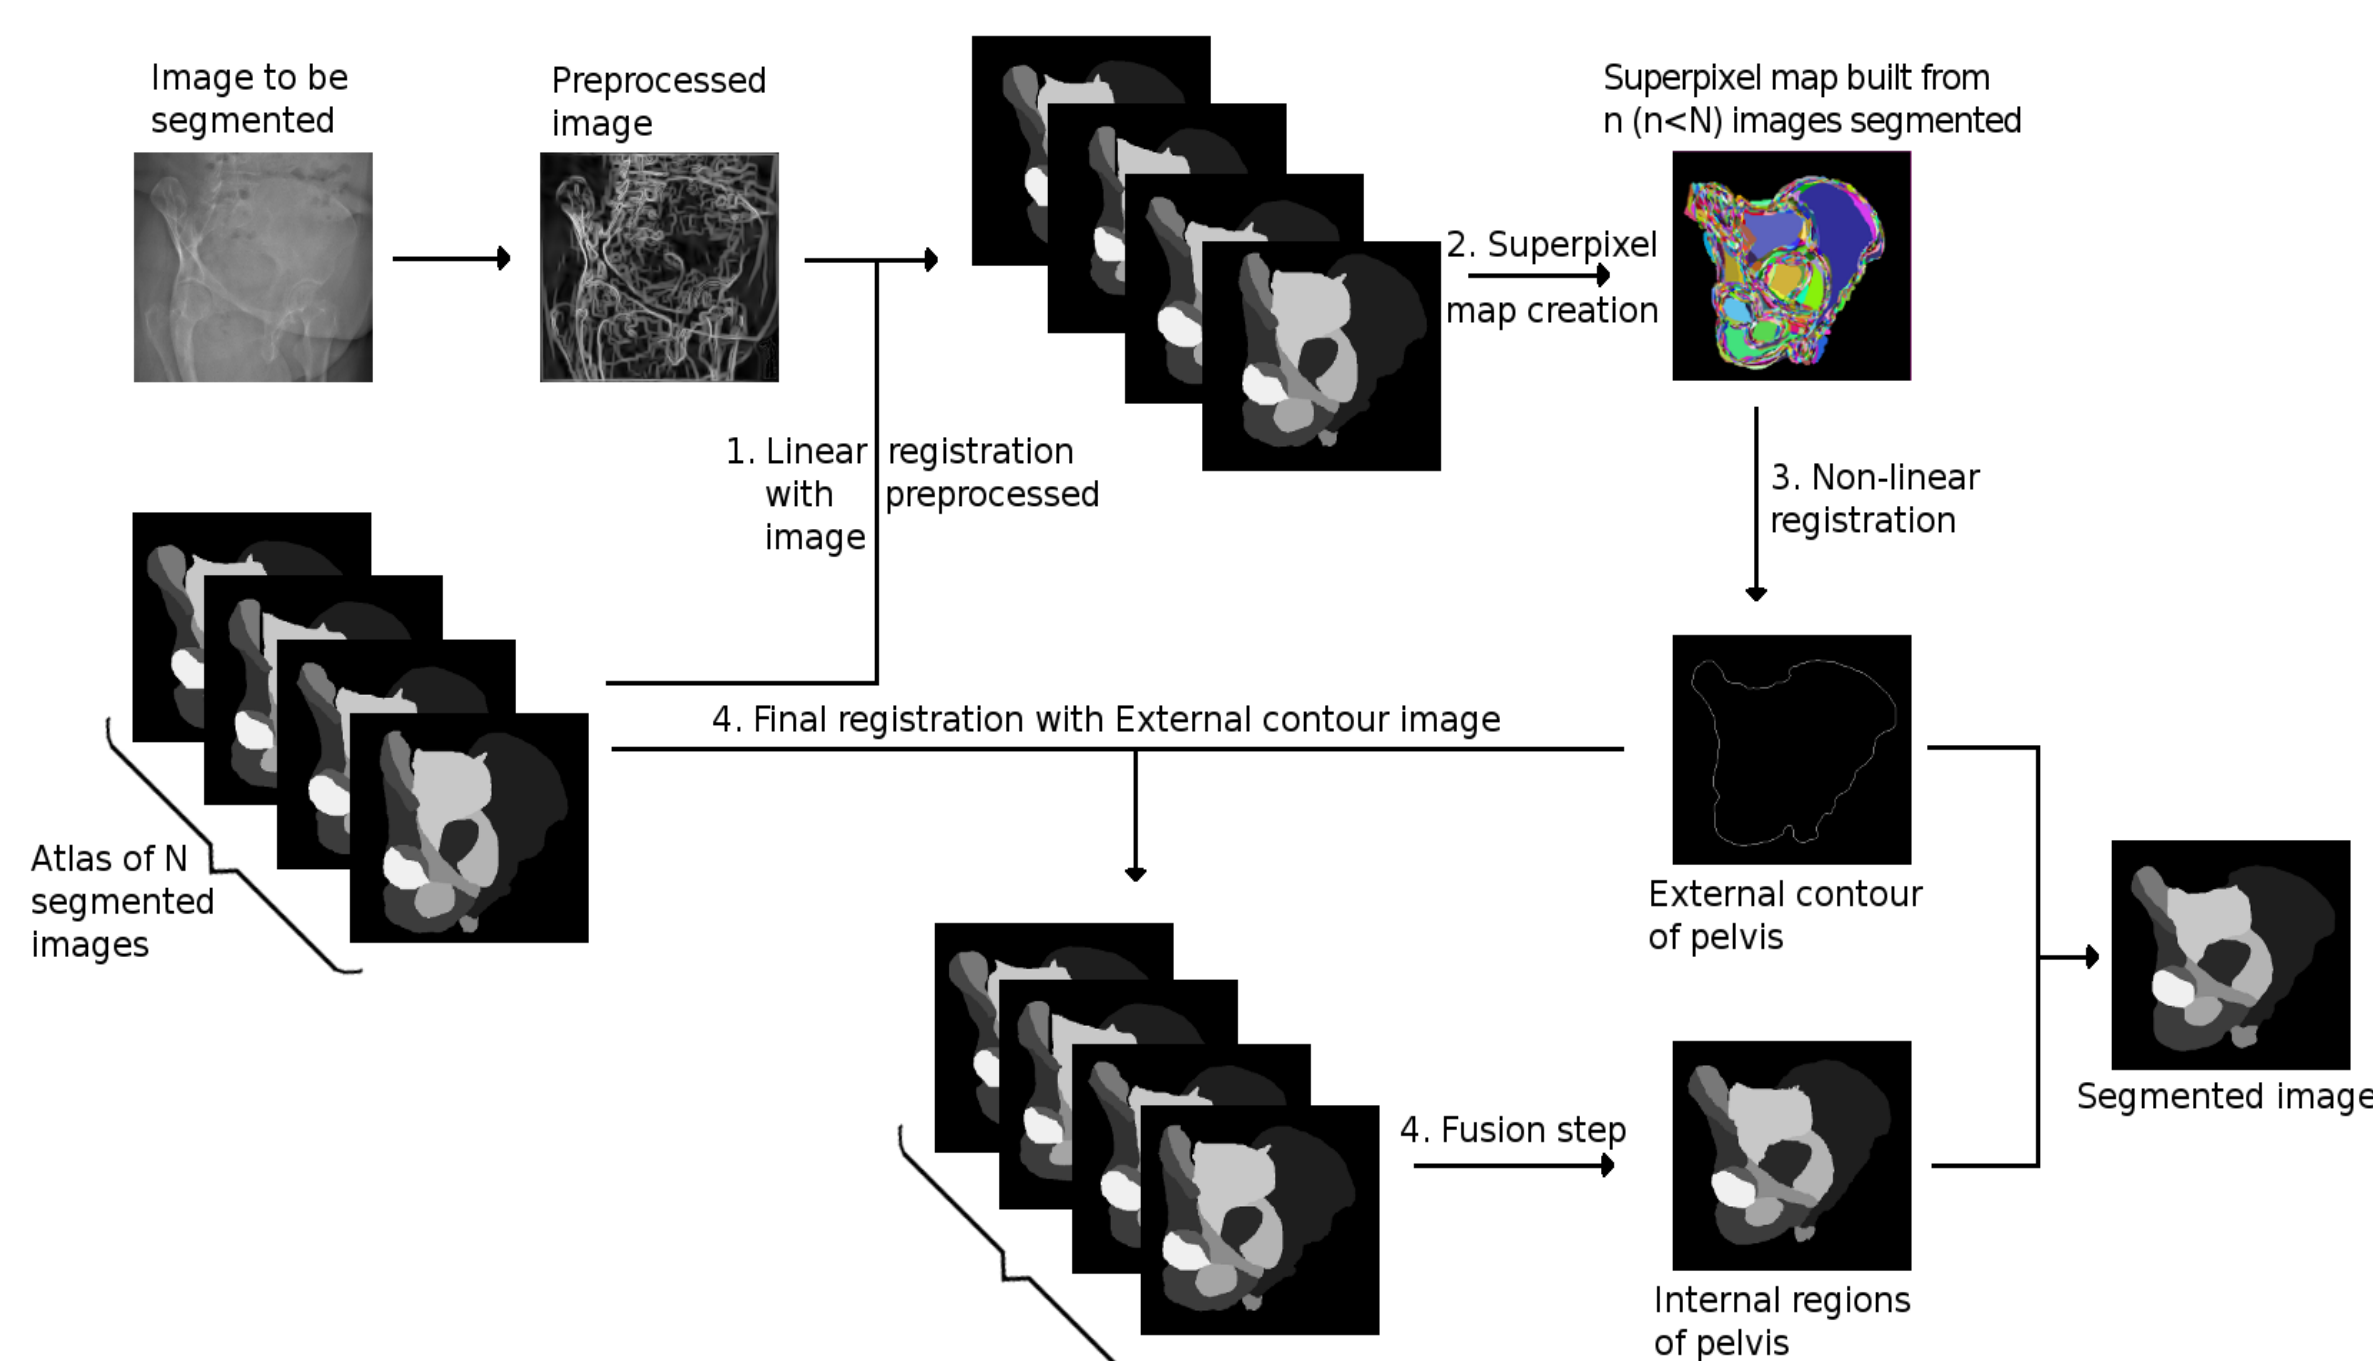 Image to be
segmented
Preprocessed
image
Superpixel map built from
n (n<N) images segmented
2. Superpixel
map creation
1. Linear registration
with preprocessed
image
3. Non-linear
registration
4. Final registration with External contour image
Atlas of N
segmented
images
External contour
of pelvis
Segmented image
4. Fusion step
Internal regions
of pelvis